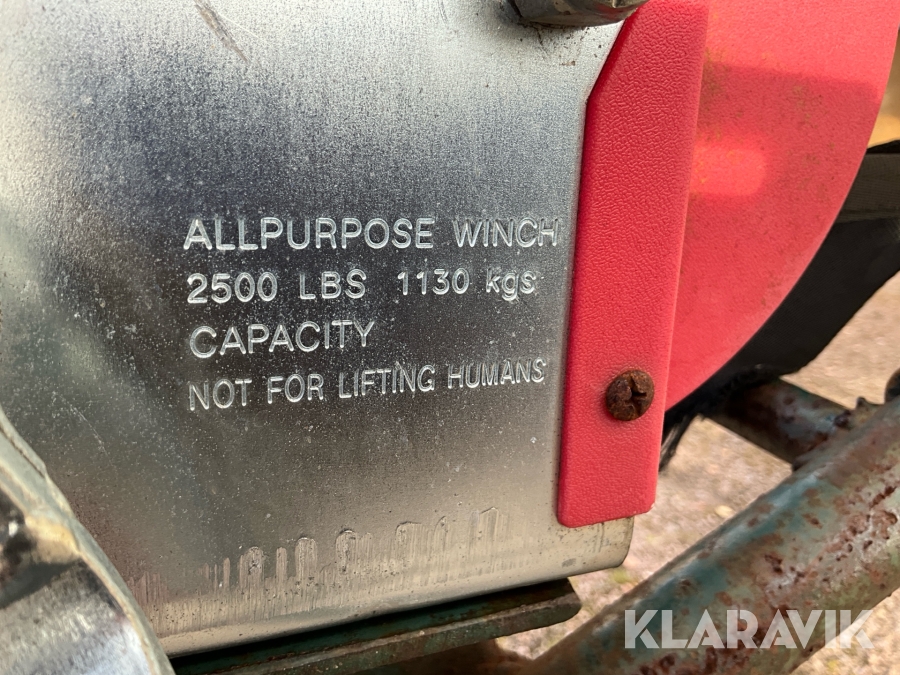 ALLPURPOSE WINCH
2500 LBS 1130 kgs
CAPACITY
NOT FOR LIFTING HUMANS
KLARAVIK